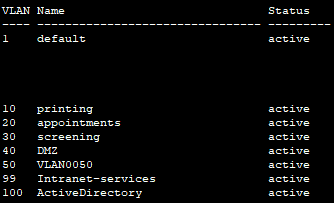 VLAN Name Status
---- -------------------------------- ---------
1 default active
10 printing active
20 appointments active
30 screening active
40 DMZ active
50 VLAN0050 active
99 Intranet-services active
100 ActiveDirectory active